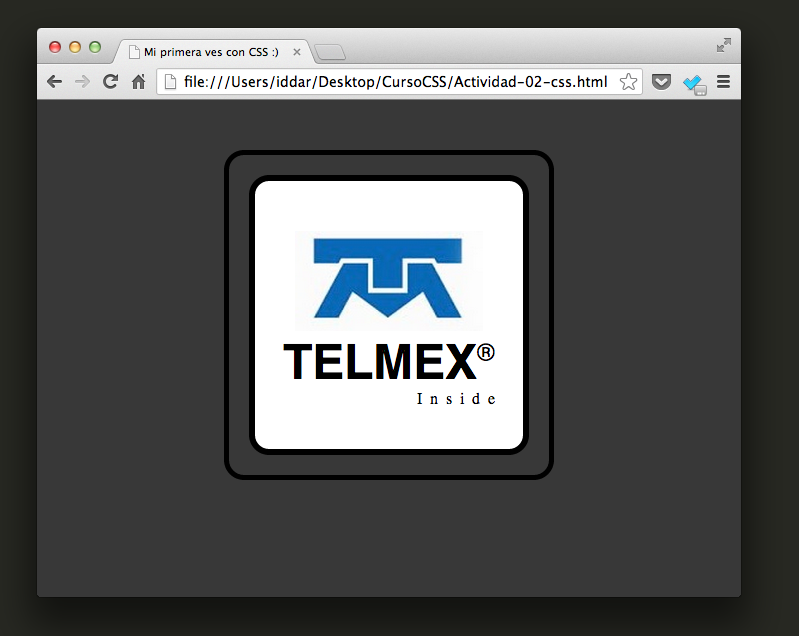 Mi primera ves con CSS :)
file:///Users/iddar/Desktop/CursoCSS/Actividad-02-css.html
TELMEX®
Inside